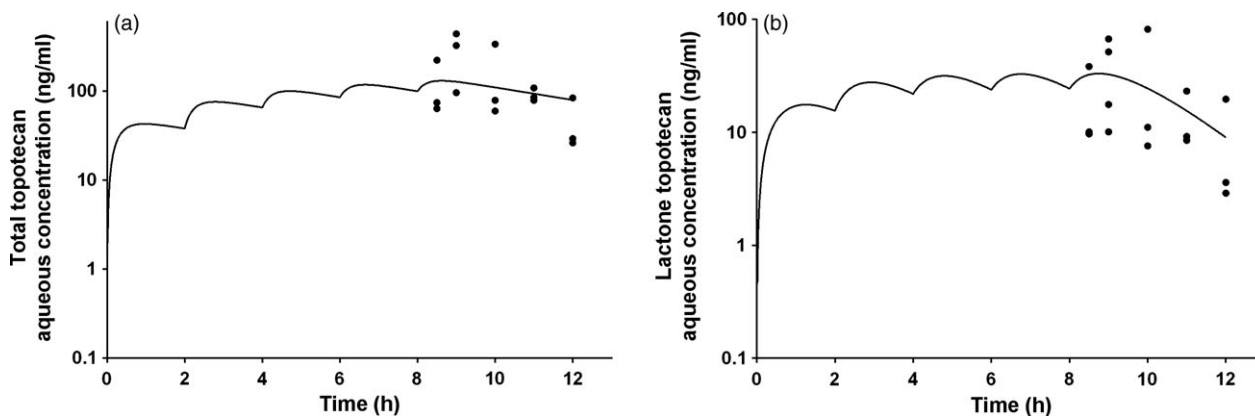 (a)
Total topotecan
aqueous concentration (ng/ml)
100
10
1
0.1
0 2 4 6 8 10 12
Time (h)
(b)
Lactone topotecan
aqueous concentration (ng/ml)
100
10
1
0.1
0 2 4 6 8 10 12
Time (h)